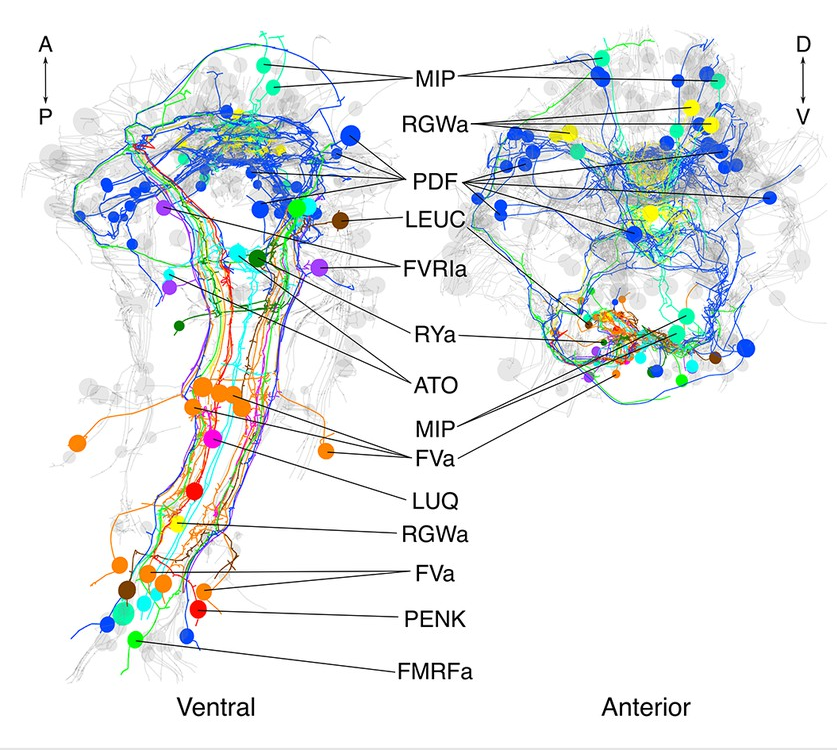 A
D
P
V
MIP
RGWa
PDF
LEUC
FVRIa
RYa
ATO
MIP
FVa
LUQ
RGWa
FVa
PENK
FMRFa
Ventral
Anterior